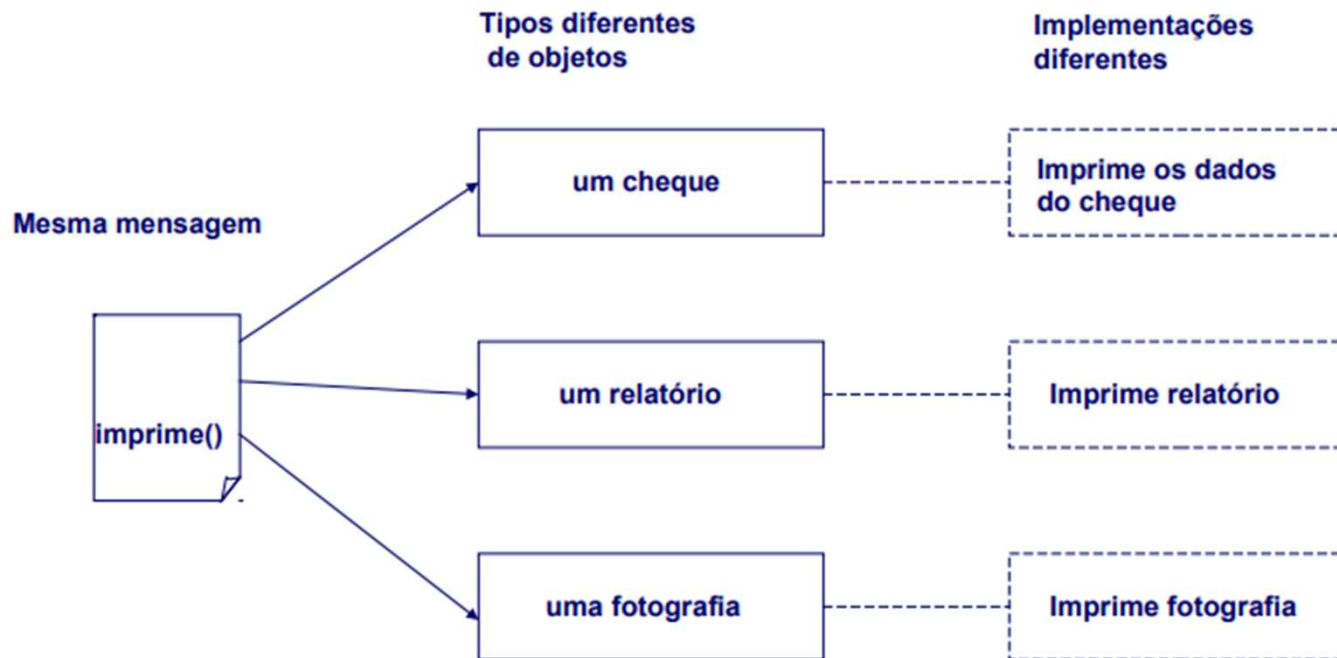 Tipos diferentes
de objetos
Implementações
diferentes
um cheque
Imprime os dados
do cheque
Mesma mensagem
imprime()
um relatório
Imprime relatório
uma fotografia
Imprime fotografia